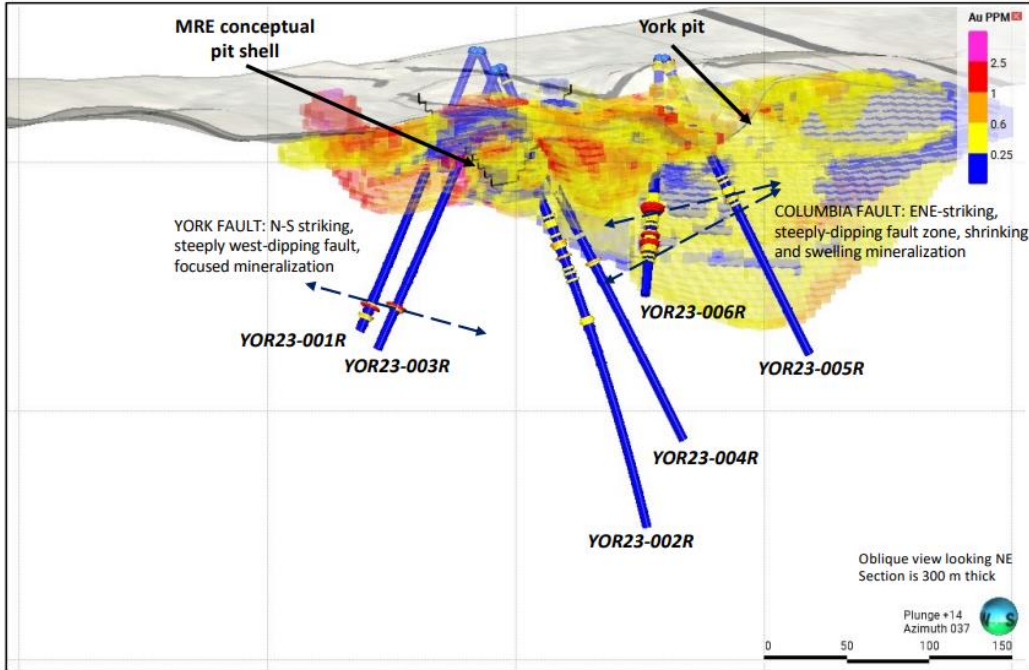 MRE conceptual
pit shell
York pit
Au PPM
2.5
1
0.6
0.25
YORK FAULT: N-S striking,
steeply west-dipping fault,
focused mineralization
COLUMBIA FAULT: ENE-striking,
steeply-dipping fault zone, shrinking
and swelling mineralization
YOR23-001R
YOR23-003R
YOR23-006R
YOR23-005R
YOR23-004R
YOR23-002R
Oblique view looking NE
Section is 300 m thick
Plunge +14
Azimuth 037
W S
0 50 100 150